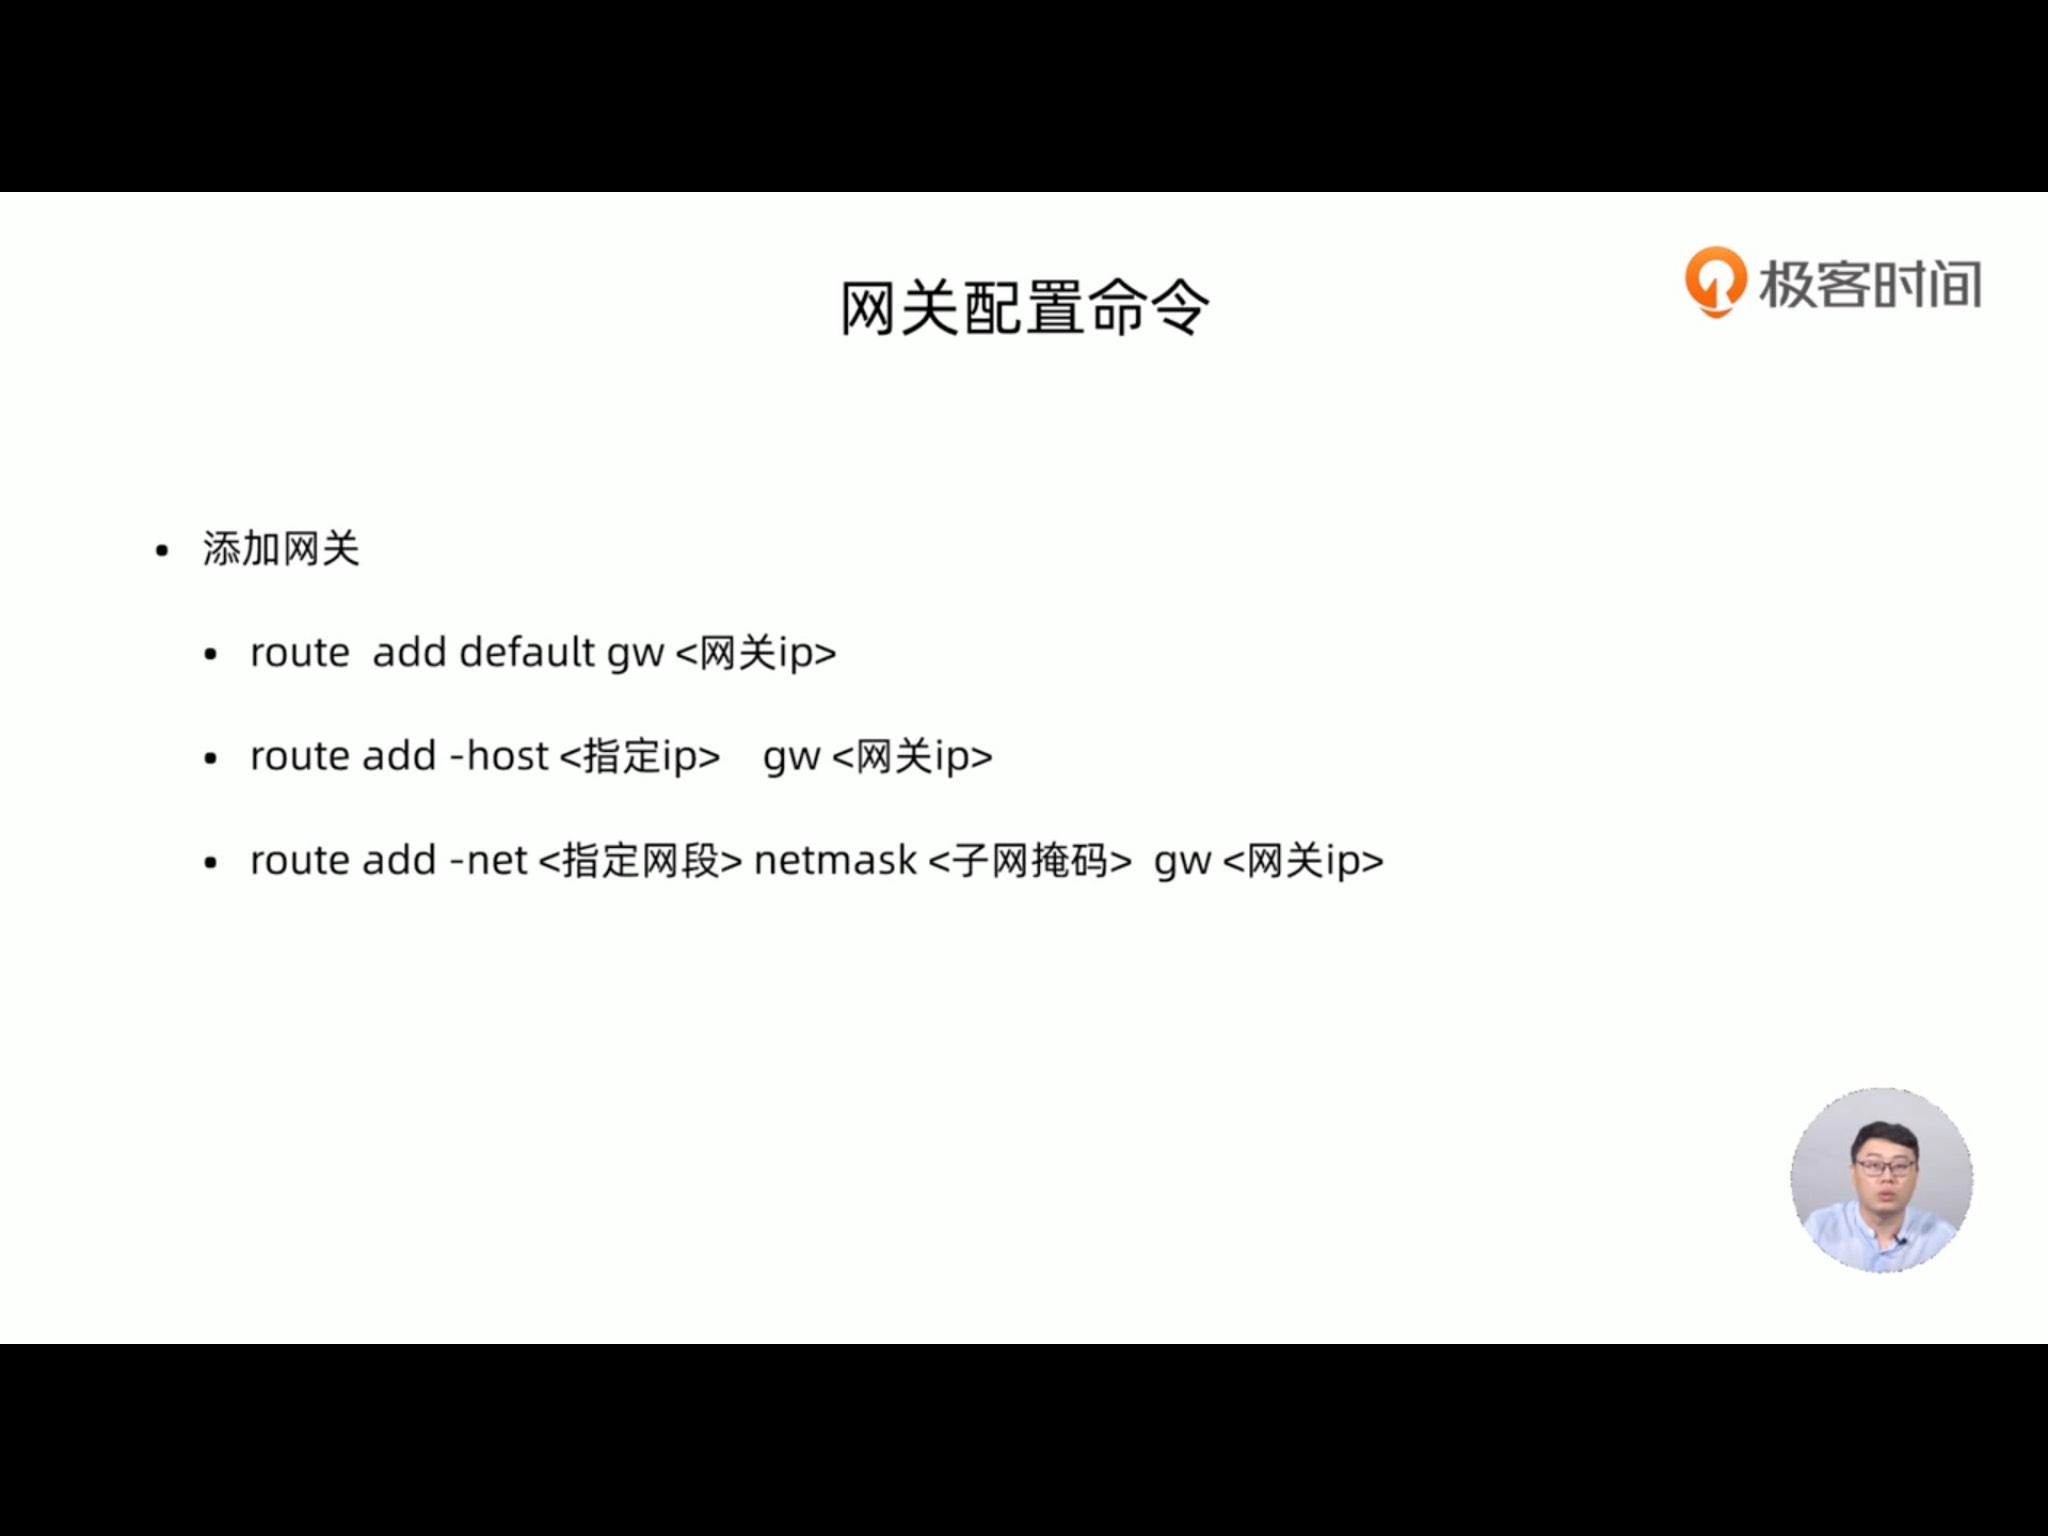 极客时间
网关配置命令
• 添加网关
• route add default gw <网关ip>
• route add -host <指定ip> gw <网关ip>
• route add -net <指定网段> netmask <子网掩码> gw <网关ip>